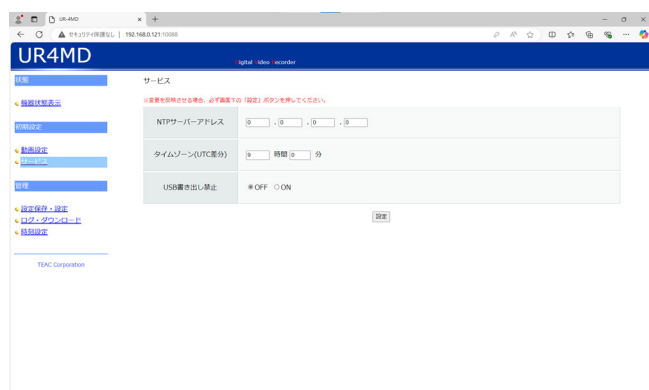 UR-4MD
セキュリティ保護なし | 192.168.0.121:10088
UR4MD
Digital Video Recorder
状態
機器状態表示
初期設定
動画設定
サービス
管理
設定保存・設定
ログ・ダウンロード
時刻設定
TEAC Corporation
サービス
※変更を反映させる場合、必ず画面下の「設定」ボタンを押してください。
NTPサーバーアドレス 0 . 0 . 0 . 0
タイムゾーン(UTC差分) 9 時間 0 分
USB書き出し禁止 OFF ON
設定